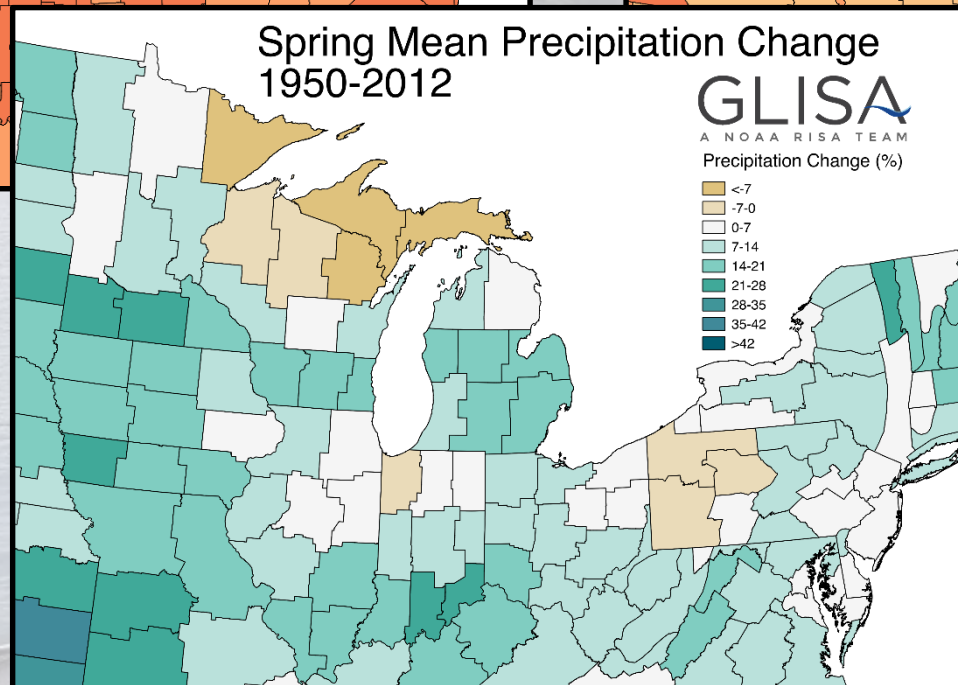 Spring Mean Precipitation Change
1950-2012
GLISA
A NOAA RISA TEAM
Precipitation Change (%)
<-7
-7-0
0-7
7-14
14-21
21-28
28-35
35-42
>42